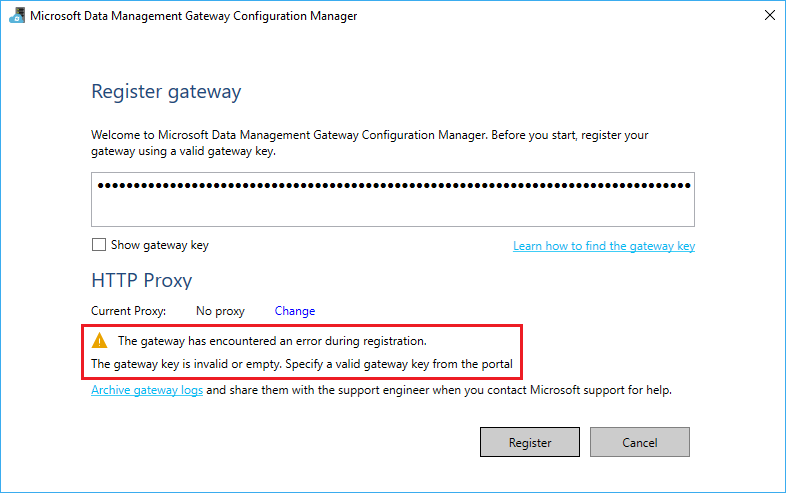 Microsoft Data Management Gateway Configuration Manager
Register gateway
Welcome to Microsoft Data Management Gateway Configuration Manager. Before you start, register your
gateway using a valid gateway key.
Show gateway key
Learn how to find the gateway key
HTTP Proxy
Current Proxy: No proxy Change
The gateway has encountered an error during registration.
The gateway key is invalid or empty. Specify a valid gateway key from the portal
Archive gateway logs and share them with the support engineer when you contact Microsoft support for help.
Register Cancel